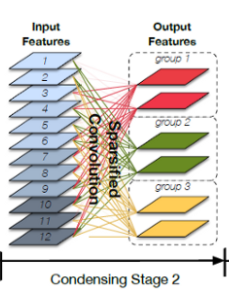 Input
Features
Output
Features
1
2
3
4
5
6
7
8
9
10
11
12
Sparsified
Convolution
group 1
group 2
group 3
Condensing Stage 2